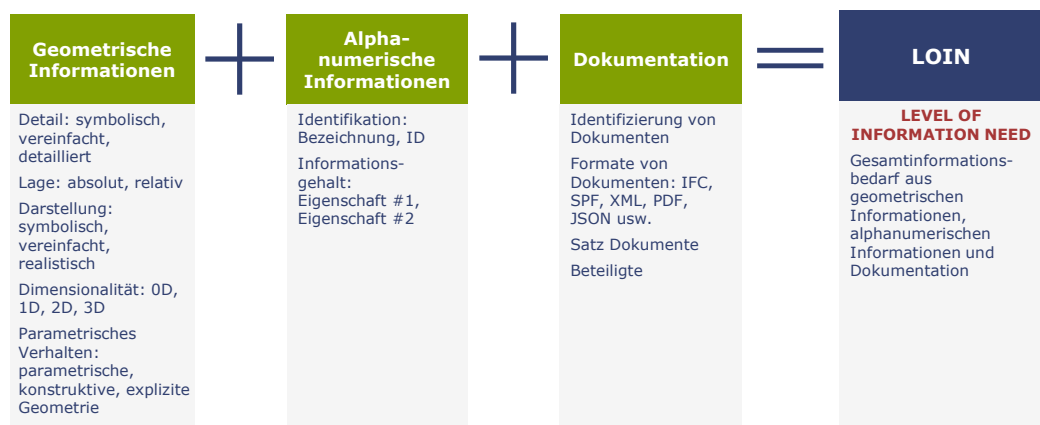 Geometrische
Informationen
Detail: symbolisch,
vereinfacht,
detailliert
Lage: absolut, relativ
Darstellung:
symbolisch,
vereinfacht,
realistisch
Dimensionalität: 0D,
1D, 2D, 3D
Parametrisches
Verhalten:
parametrische,
konstruktive, explizite
Geometrie
Alpha-
numerische
Informationen
Identifikation:
Bezeichnung, ID
Informations-
gehalt:
Eigenschaft #1,
Eigenschaft #2
Dokumentation
Identifizierung von
Dokumenten
Formate von
Dokumenten: IFC,
SPF, XML, PDF,
JSON usw.
Satz Dokumente
Beteiligte
LOIN
LEVEL OF
INFORMATION NEED
Gesamtinformations-
bedarf aus
geometrischen
Informationen,
alphanumerischen
Informationen und
Dokumentation